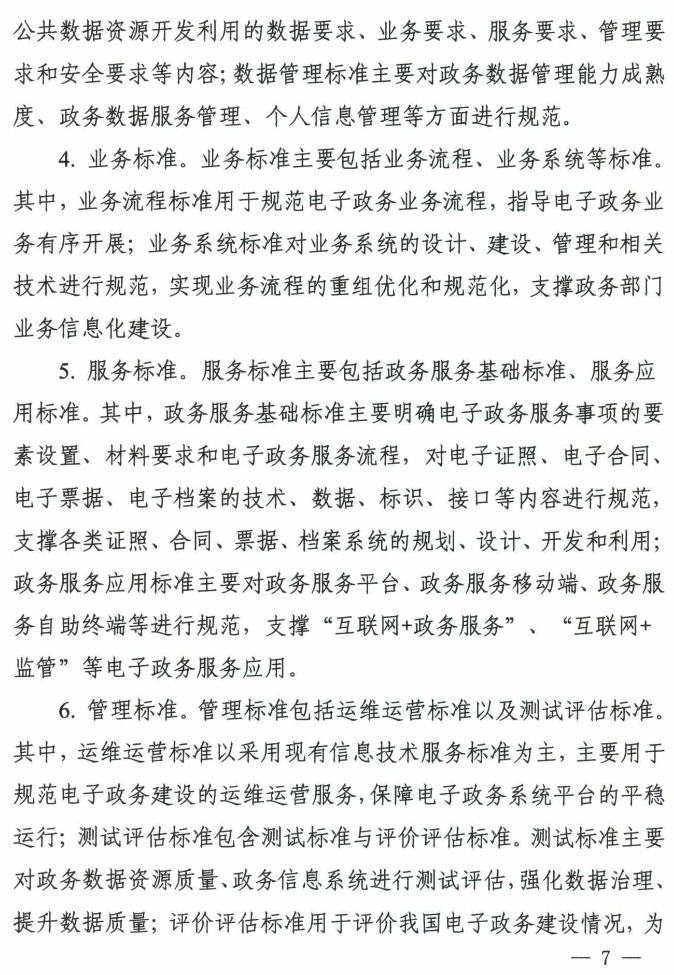 公共数据资源开发利用的数据要求、业务要求、服务要求、管理要
求和安全要求等内容；数据管理标准主要对政务数据管理能力成熟
度、政务数据服务管理、个人信息管理等方面进行规范。
4. 业务标准。业务标准主要包括业务流程、业务系统等标准。
其中，业务流程标准用于规范电子政务业务流程，指导电子政务业
务有序开展；业务系统标准对业务系统的设计、建设、管理和相关
技术进行规范，实现业务流程的重组优化和规范化，支撑政务部门
业务信息化建设。
5. 服务标准。服务标准主要包括政务服务基础标准、服务应
用标准。其中，政务服务基础标准主要明确电子政务服务事项的要
素设置、材料要求和电子政务服务流程，对电子证照、电子合同、
电子票据、电子档案的技术、数据、标识、接口等内容进行规范，
支撑各类证照、合同、票据、档案系统的规划、设计、开发和利用；
政务服务应用标准主要对政务服务平台、政务服务移动端、政务服
务自助终端等进行规范，支撑“互联网+政务服务”、“互联网+
监管”等电子政务服务应用。
6. 管理标准。管理标准包括运维运营标准以及测试评估标准。
其中，运维运营标准以采用现有信息技术服务标准为主，主要用于
规范电子政务建设的运维运营服务，保障电子政务系统平台的平稳
运行；测试评估标准包含测试标准与评价评估标准。测试标准主要
对政务数据资源质量、政务信息系统进行测试评估，强化数据治理、
提升数据质量；评价评估标准用于评价我国电子政务建设情况，为
— 7 —